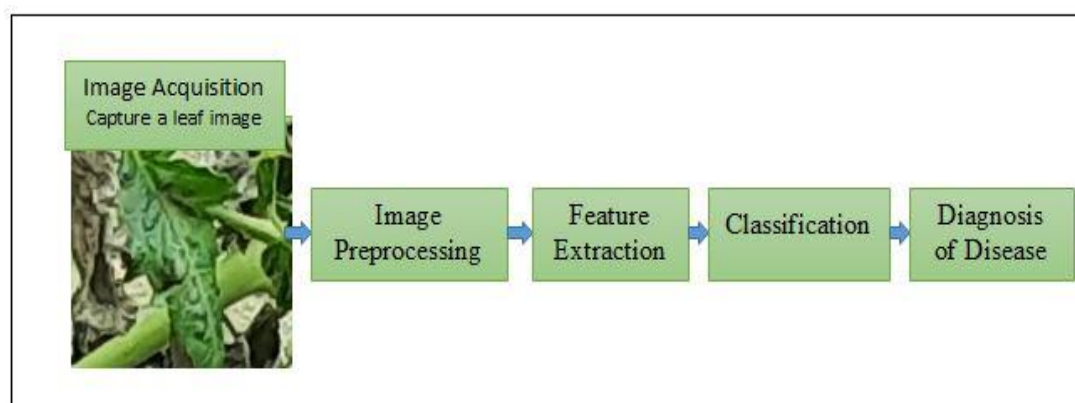 Image Acquisition
Capture a leaf image
Image
Preprocessing
Feature
Extraction
Classification
Diagnosis
of Disease